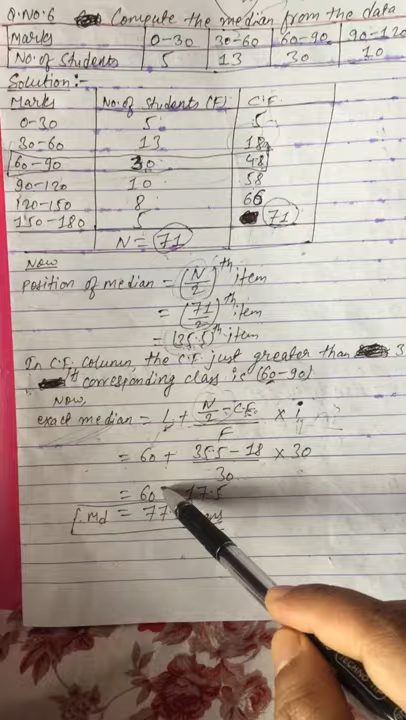 Q.No.6 Compute the median from the data
Marks 0-30 30-60 60-90 90-120
No. of Students 5 13 30 10
Solution:-
Marks No. of Students (F) C.F.
0-30 5 5
30-60 13 18
60-90 30 48
90-120 10 58
120-150 8 66
150-180 5 71
N = 71
Now
position of median = (N/2)th item
= (71/2)th item
= (35.5)th item
In C.F. column, the C.F. just greater than 3
corresponding class is (60-90)
Now,
exact median = L + N/2 - C.F. / F × i
= 60 + 35.5 - 18 / 30 × 30
= 60 17.5
Md = 77